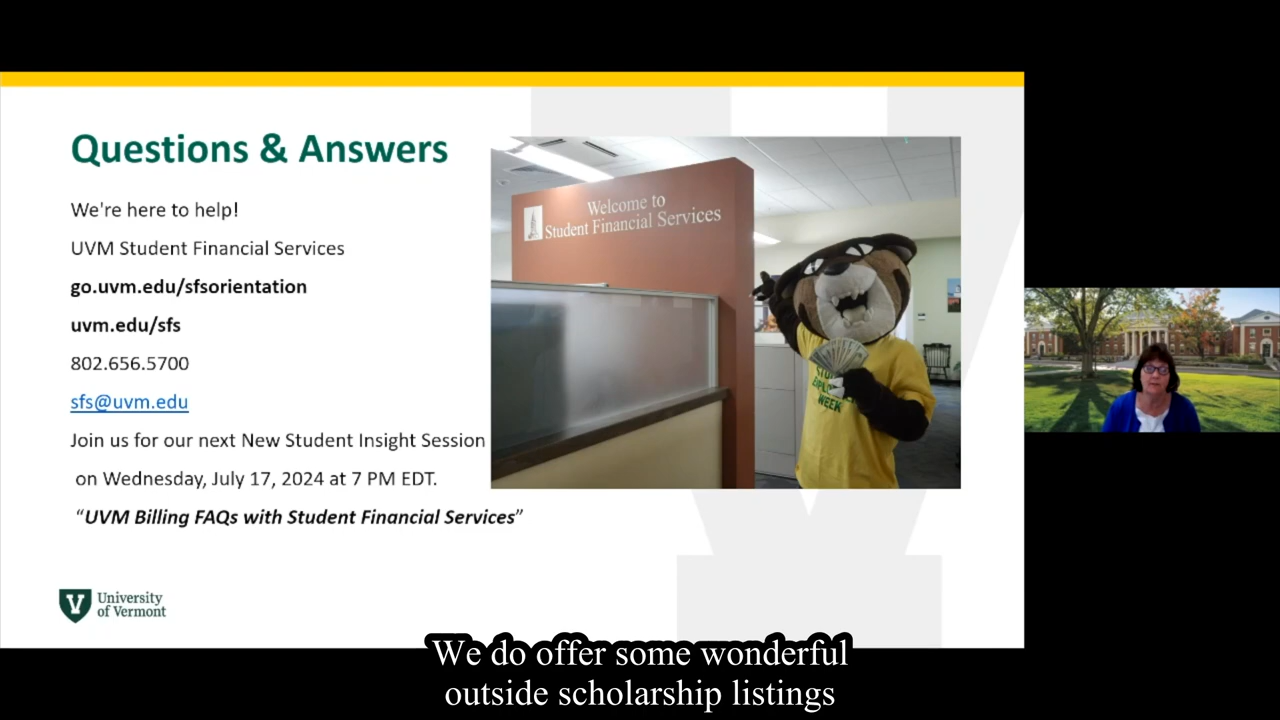 Questions & Answers
We're here to help!
UVM Student Financial Services
go.uvm.edu/sfsorientation
uvm.edu/sfs
802.656.5700
sfs@uvm.edu
Join us for our next New Student Insight Session
on Wednesday, July 17, 2024 at 7 PM EDT.
“UVM Billing FAQs with Student Financial Services”
Welcome to
Student Financial Services
WEEK
V University
of Vermont
We do offer some wonderful
outside scholarship listings